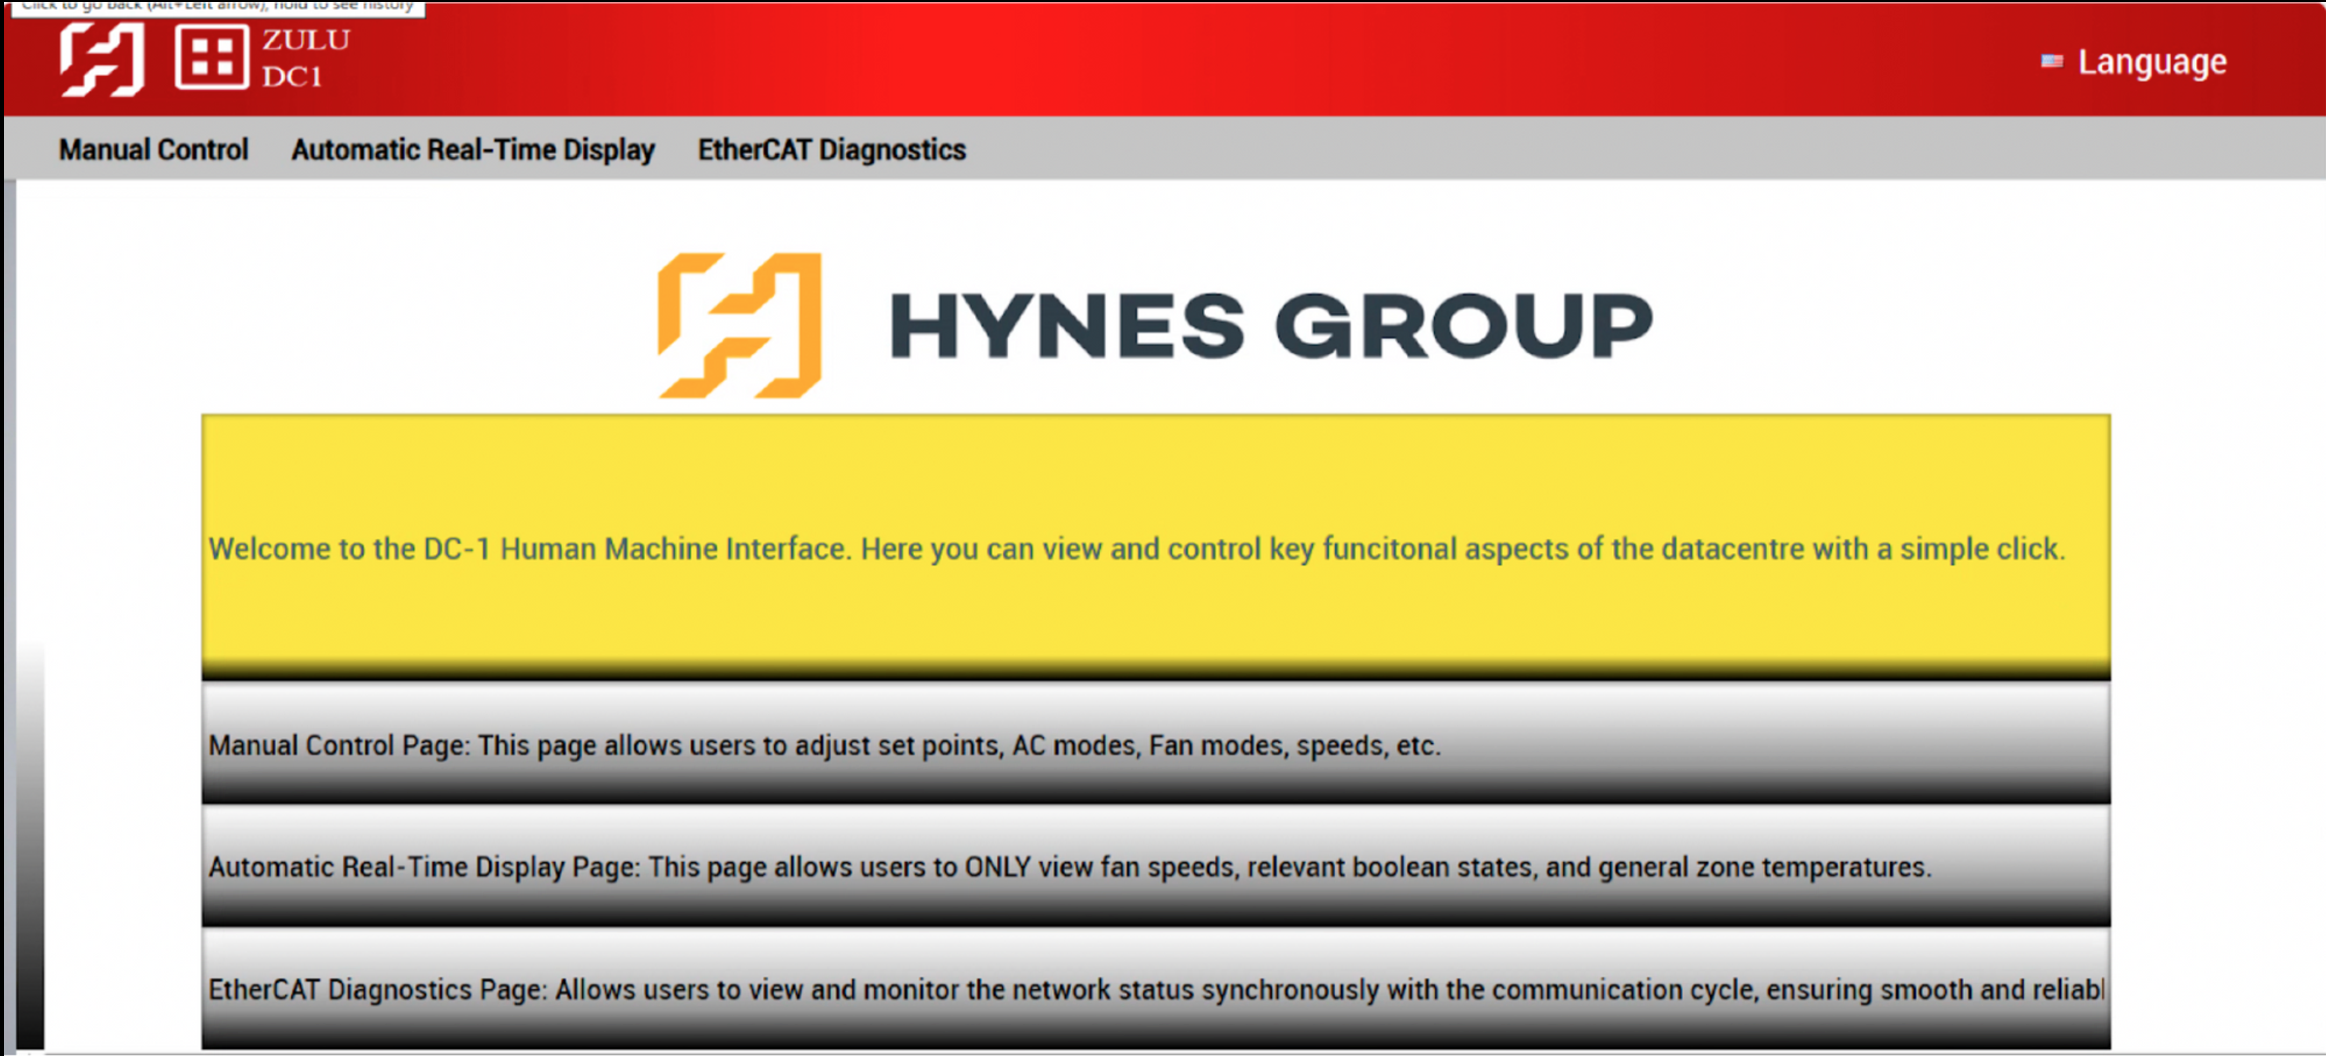 Click to go back (Alt+Left arrow), hold to see history
ZULU
DC1
Language
Manual Control Automatic Real-Time Display EtherCAT Diagnostics
HYNES GROUP
Welcome to the DC-1 Human Machine Interface. Here you can view and control key funcitonal aspects of the datacentre with a simple click.
Manual Control Page: This page allows users to adjust set points, AC modes, Fan modes, speeds, etc.
Automatic Real-Time Display Page: This page allows users to ONLY view fan speeds, relevant boolean states, and general zone temperatures.
EtherCAT Diagnostics Page: Allows users to view and monitor the network status synchronously with the communication cycle, ensuring smooth and reliabl